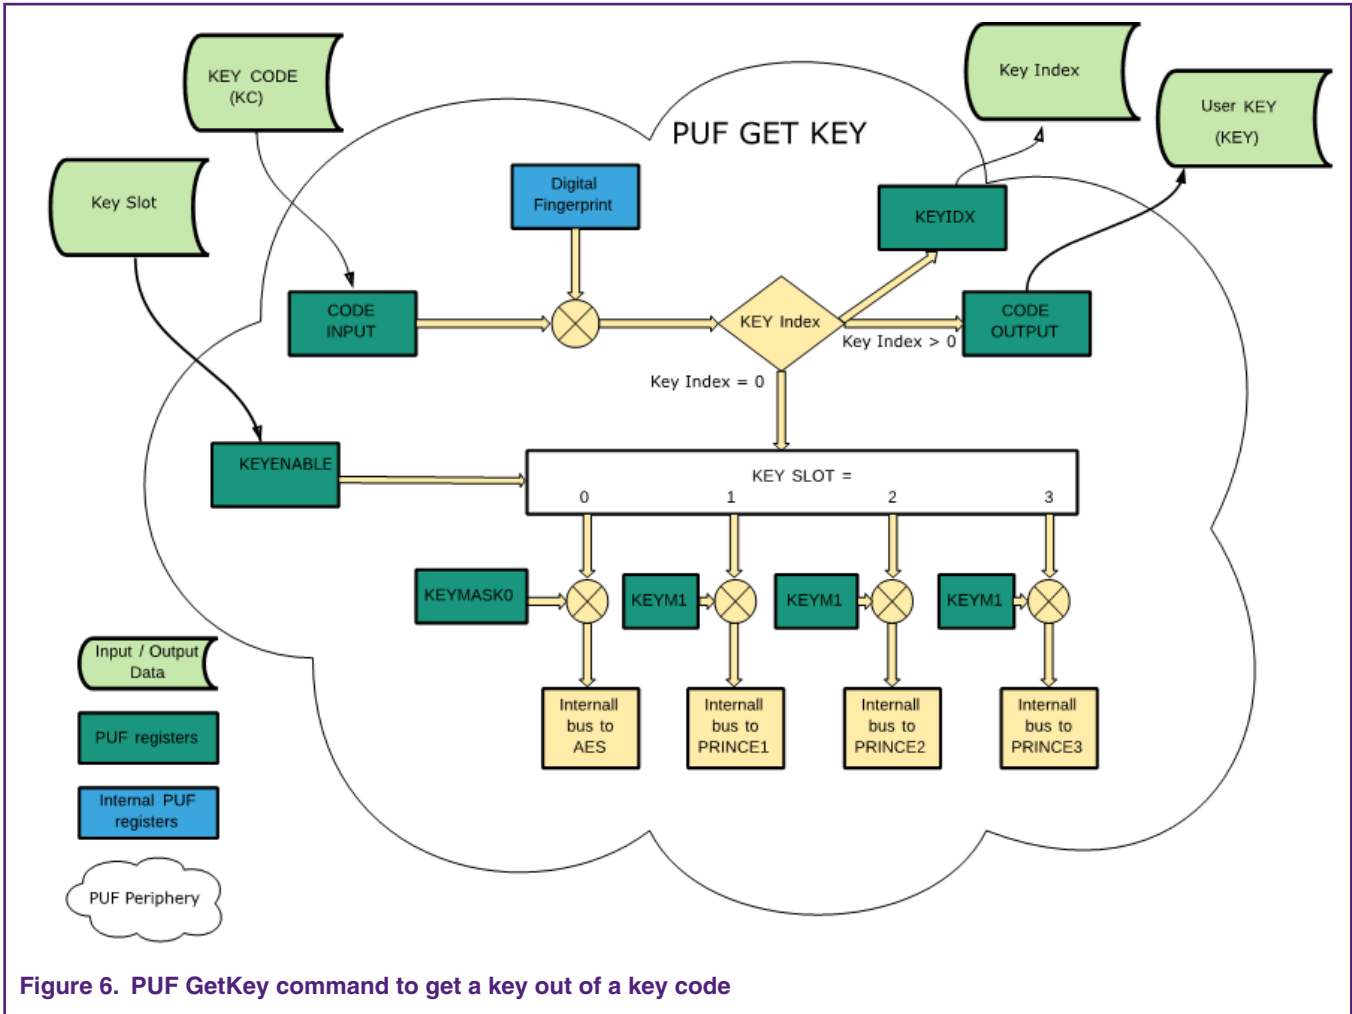 KEY CODE
(KC)
Key Index
User KEY
(KEY)
Key Slot
PUF GET KEY
Digital
Fingerprint
KEYIDX
CODE
INPUT
KEY Index
CODE
OUTPUT
Key Index > 0
Key Index = 0
KEYENABLE
KEY SLOT =
0 1 2 3
KEYMASK0
KEYM1
KEYM1
KEYM1
Internall
bus to
AES
Internall
bus to
PRINCE1
Internall
bus to
PRINCE2
Internall
bus to
PRINCE3
Input / Output
Data
PUF registers
Internal PUF
registers
PUF Periphery
Figure 6. PUF GetKey command to get a key out of a key code